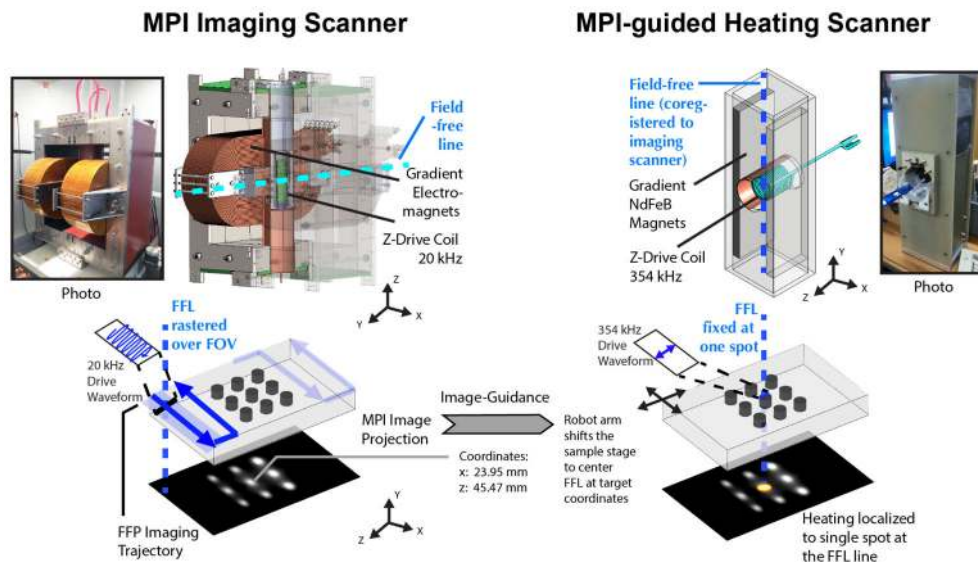 MPI Imaging Scanner
MPI-guided Heating Scanner
Photo
Field
-free
line
Gradient
Electro-
magnets
Z-Drive Coil
20 kHz
Z
Y
X
Field-free
line (coreg-
istered to
imaging
scanner)
Gradient
NdFeB
Magnets
Z-Drive Coil
354 kHz
Y
Z
X
Photo
FFL
rastered
over FOV
20 kHz
Drive
Waveform
FFP Imaging
Trajectory
MPI Image
Projection
Image-Guidance
Coordinates:
x: 23.95 mm
z: 45.47 mm
Y
Z
X
Robot arm
shifts the
sample stage
to center
FFL at target
coordinates
354 kHz
Drive
Waveform
FFL
fixed at
one spot
Heating localized
to single spot at
the FFL line